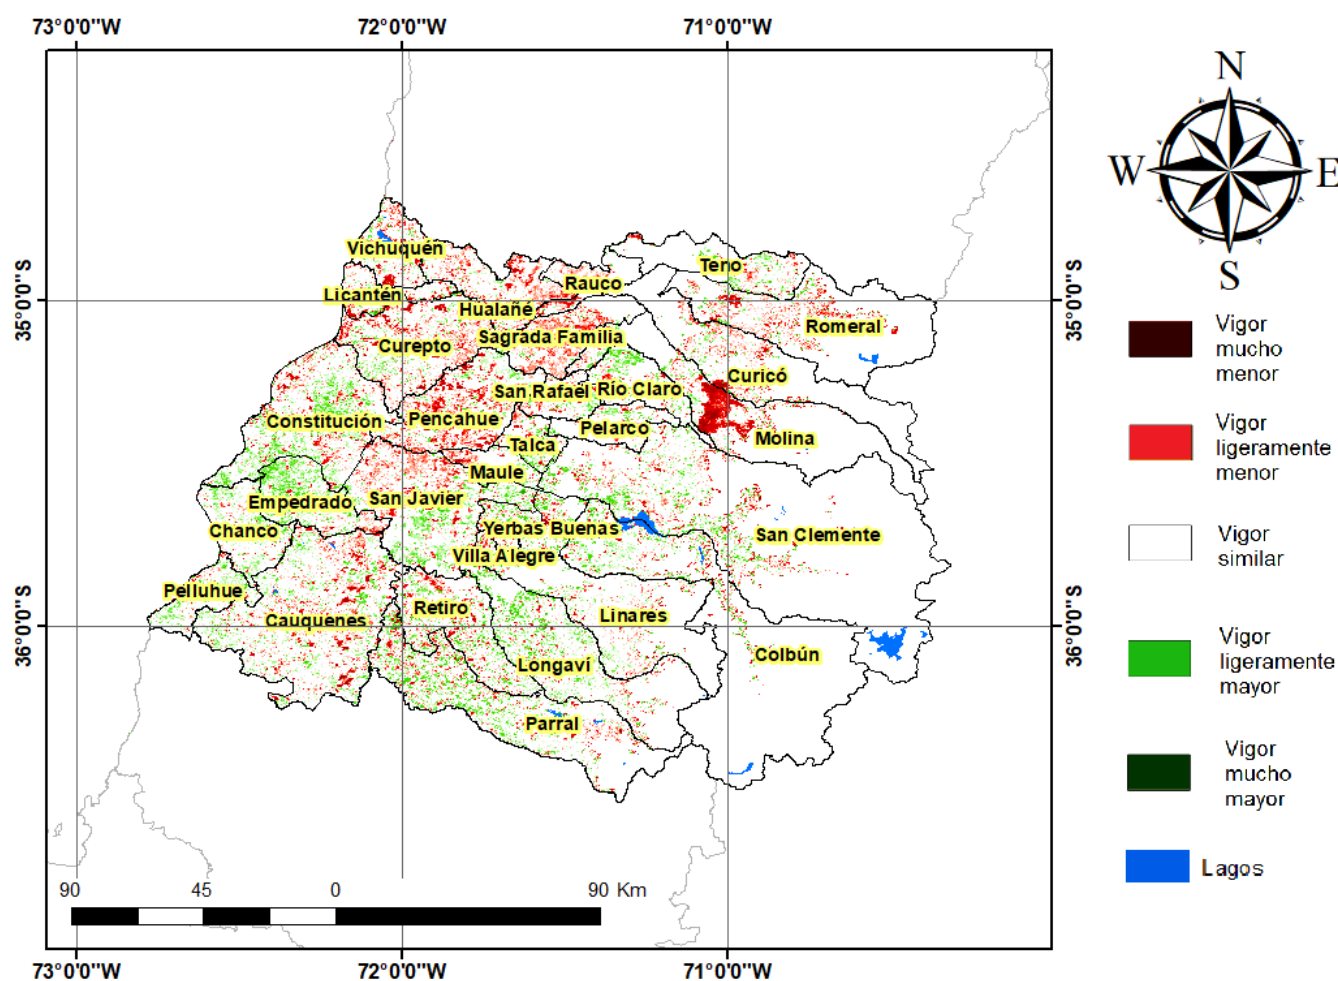 73°0'0"W
72°0'0"W
71°0'0"W
N
W
E
S
35°0'0"S
35°0'0"S
36°0'0"S
36°0'0"S
Vichuquén
Licantén
Hualañé
Rauco
Teno
Romeral
Sagrada Familia
Curepto
Curicó
San Rafael
Río Claro
Constitución
Pencahue
Pelarco
Molina
Talca
Maule
Empedrado
San Javier
Chanco
Yerbas Buenas
San Clemente
Villa Alegre
Pelluhue
Retiro
Linares
Cauquenes
Colbún
Longaví
Parral
Vigor
mucho
menor
Vigor
ligeramente
menor
Vigor
similar
Vigor
ligeramente
mayor
Vigor
mucho
mayor
Lagos
90
45
0
90 Km
73°0'0"W
72°0'0"W
71°0'0"W